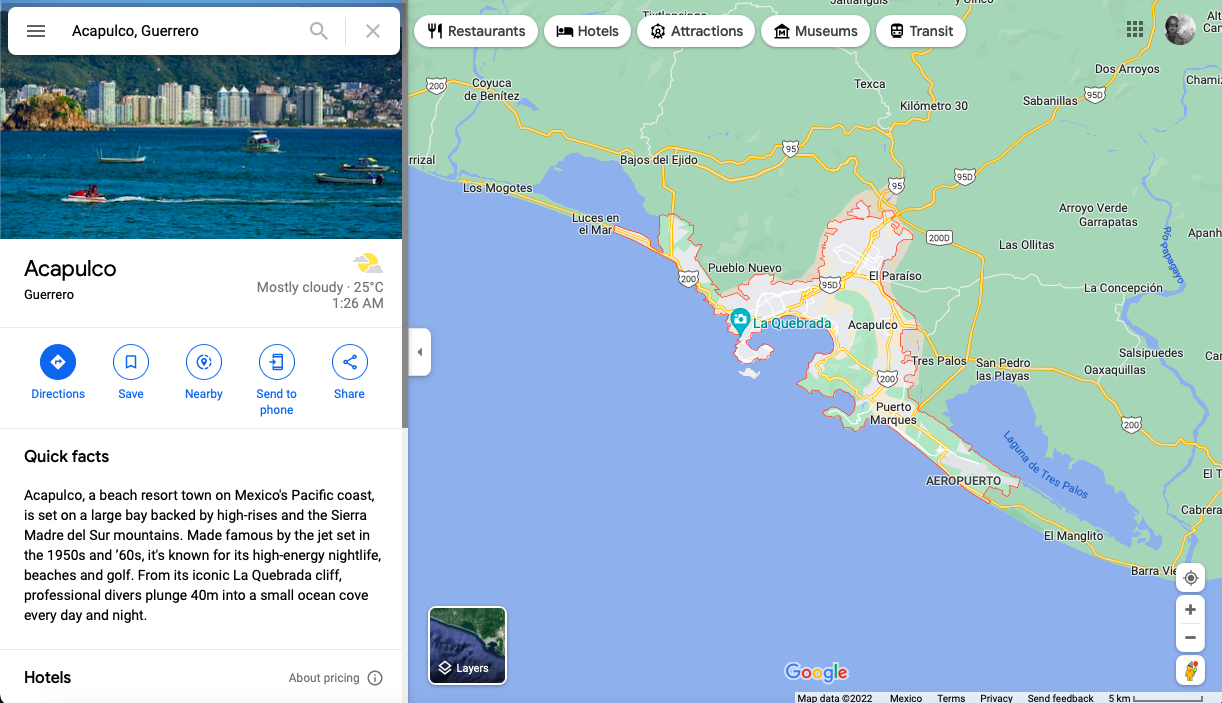 Acapulco, Guerrero
Restaurants
Hotels
Attractions
Museums
Transit
Acapulco
Guerrero
Mostly cloudy · 25°C
1:26 AM
Directions
Save
Nearby
Send to
phone
Share
Quick facts
Acapulco, a beach resort town on Mexico's Pacific coast,
is set on a large bay backed by high-rises and the Sierra
Madre del Sur mountains. Made famous by the jet set in
the 1950s and ’60s, it's known for its high-energy nightlife,
beaches and golf. From its iconic La Quebrada cliff,
professional divers plunge 40m into a small ocean cove
every day and night.
Hotels
About pricing
Dos Arroyos
200
Coyuca
de Benítez
Texca
Kilómetro 30
Sabanillas
95D
95
Bajos del Ejido
Los Mogotes
95
95D
Luces en
el Mar
Arroyo Verde
Garrapatas
200D
Las Ollitas
Río Papagayo
Pueblo Nuevo
200
El Paraíso
95D
La Concepción
La Quebrada
Acapulco
Salsipuedes
Tres Palos
San Pedro
las Playas
Oaxaquillas
200
Puerto
Marques
200
Laguna de Tres Palos
AEROPUERTO
El Manglito
Layers
Google
Map data ©2022
Mexico
Terms
Privacy
Send feedback
5 km